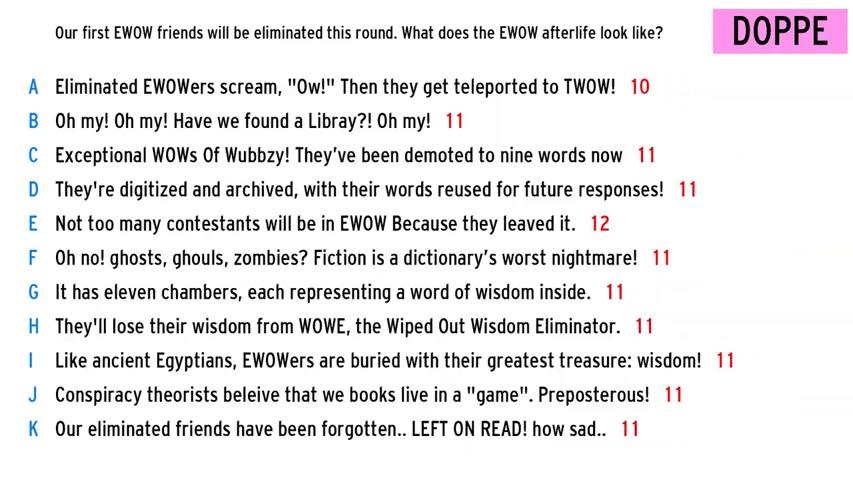 Our first EWOW friends will be eliminated this round. What does the EWOW afterlife look like?
DOPPE
A Eliminated EWOWers scream, "Ow!" Then they get teleported to TWOW! 10
B Oh my! Oh my! Have we found a Libray?! Oh my! 11
C Exceptional WOWs Of Wubbzy! They've been demoted to nine words now 11
D They're digitized and archived, with their words reused for future responses! 11
E Not too many contestants will be in EWOW Because they leaved it. 12
F Oh no! ghosts, ghouls, zombies? Fiction is a dictionary's worst nightmare! 11
G It has eleven chambers, each representing a word of wisdom inside. 11
H They'll lose their wisdom from WOWE, the Wiped Out Wisdom Eliminator. 11
I Like ancient Egyptians, EWOWers are buried with their greatest treasure: wisdom! 11
J Conspiracy theorists beleive that we books live in a "game". Preposterous! 11
K Our eliminated friends have been forgotten.. LEFT ON READ! how sad.. 11